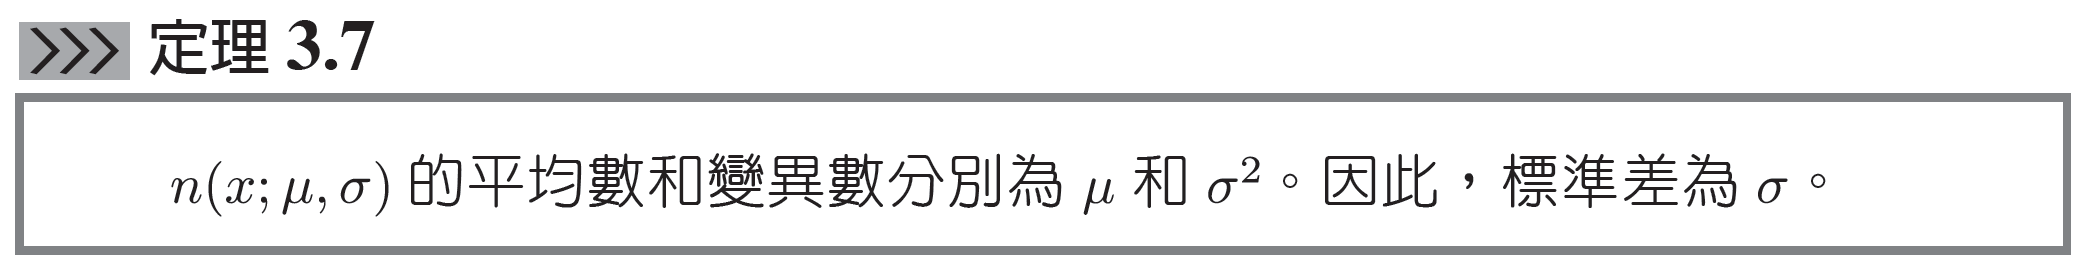 >>> 定理 3.7
n(x; μ, σ) 的平均數和變異數分別為 μ 和 σ²。因此，標準差為 σ。